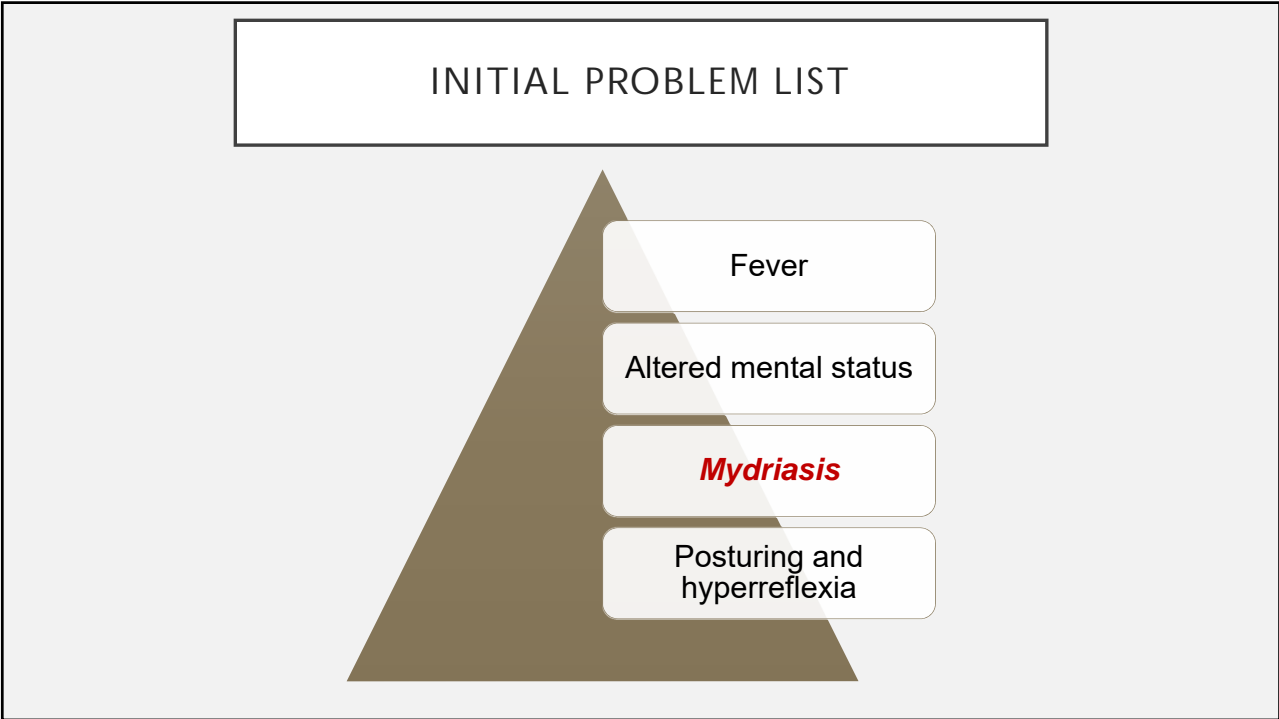 INITIAL PROBLEM LIST
Fever
Altered mental status
Mydriasis
Posturing and
hyperreflexia